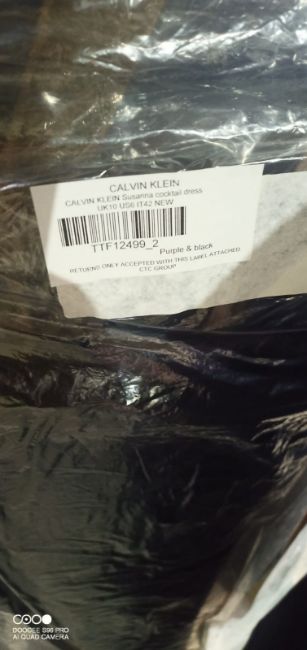 CALVIN KLEIN
CALVIN KLEIN Susanna cocktail dress
UK10 US6 IT42 NEW
TTF12499_2
Purple & black
RETURNS ONLY ACCEPTED WITH THIS LABEL ATTACHED
CTC GROUP
DOOGEE S96 PRO
AI QUAD CAMERA